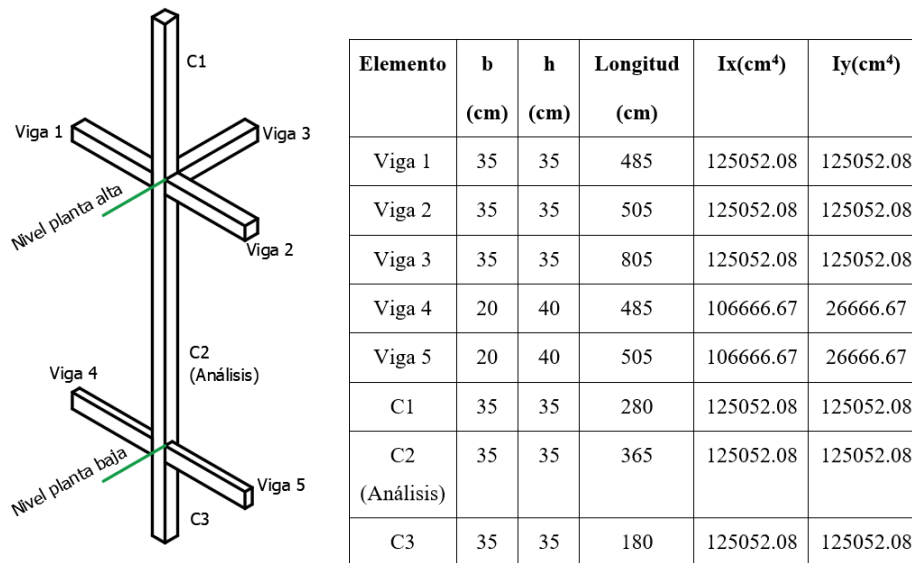 C1
Viga 1
Viga 3
Nivel planta alta
Viga 2
C2
(Análisis)
Viga 4
Nivel planta baja
Viga 5
C3
Elemento b h Longitud Ix(cm⁴) Iy(cm⁴)
(cm) (cm) (cm)
Viga 1 35 35 485 125052.08 125052.08
Viga 2 35 35 505 125052.08 125052.08
Viga 3 35 35 805 125052.08 125052.08
Viga 4 20 40 485 106666.67 26666.67
Viga 5 20 40 505 106666.67 26666.67
C1 35 35 280 125052.08 125052.08
C2 35 35 365 125052.08 125052.08
(Análisis)
C3 35 35 180 125052.08 125052.08